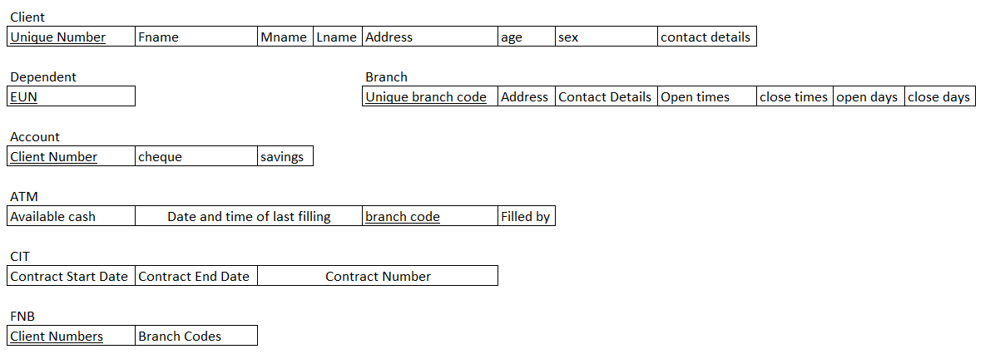 Client
Unique Number Fname Mname Lname Address age sex contact details
Dependent
EUN
Branch
Unique branch code Address Contact Details Open times close times open days close days
Account
Client Number cheque savings
ATM
Available cash Date and time of last filling branch code Filled by
CIT
Contract Start Date Contract End Date Contract Number
FNB
Client Numbers Branch Codes